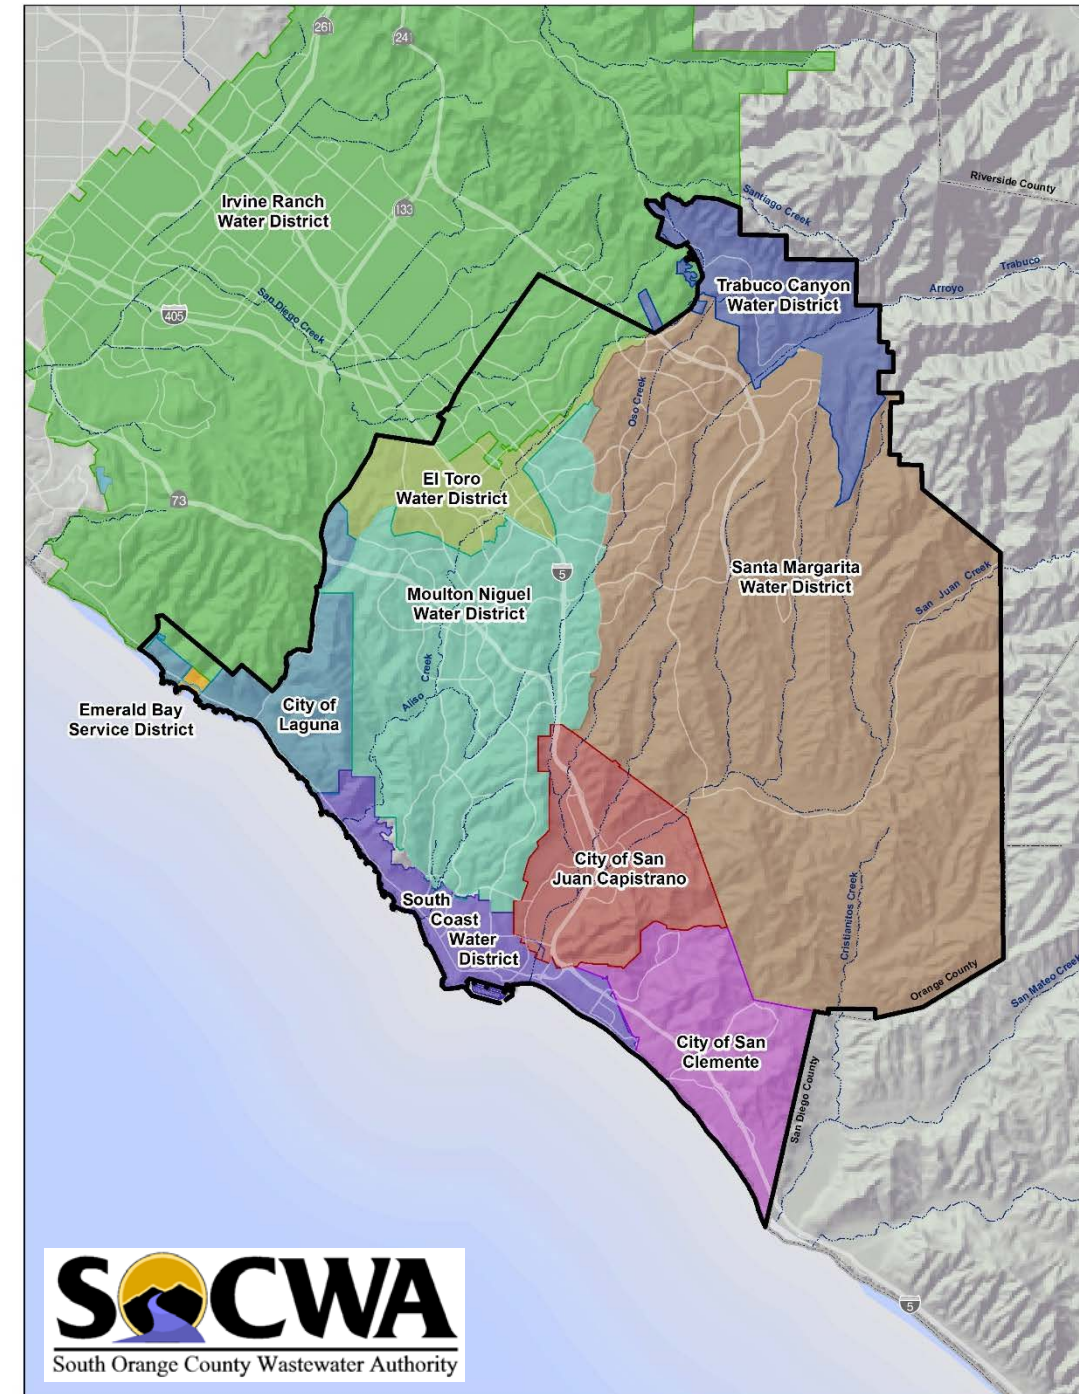 261
241
Irvine Ranch
Water District
133
Santiago Creek
Riverside County
Trabuco
Arroyo
Trabuco Canyon
Water District
San Diego Creek
405
Oso Creek
El Toro
Water District
73
5
Santa Margarita
Water District
San Juan Creek
Moulton Niguel
Water District
Aliso Creek
City of
Laguna
Emerald Bay
Service District
City of San
Juan Capistrano
South
Coast
Water
District
Cristianitos Creek
Orange County
San Mateo Creek
City of San
Clemente
San Diego County
5
SOCWA
South Orange County Wastewater Authority